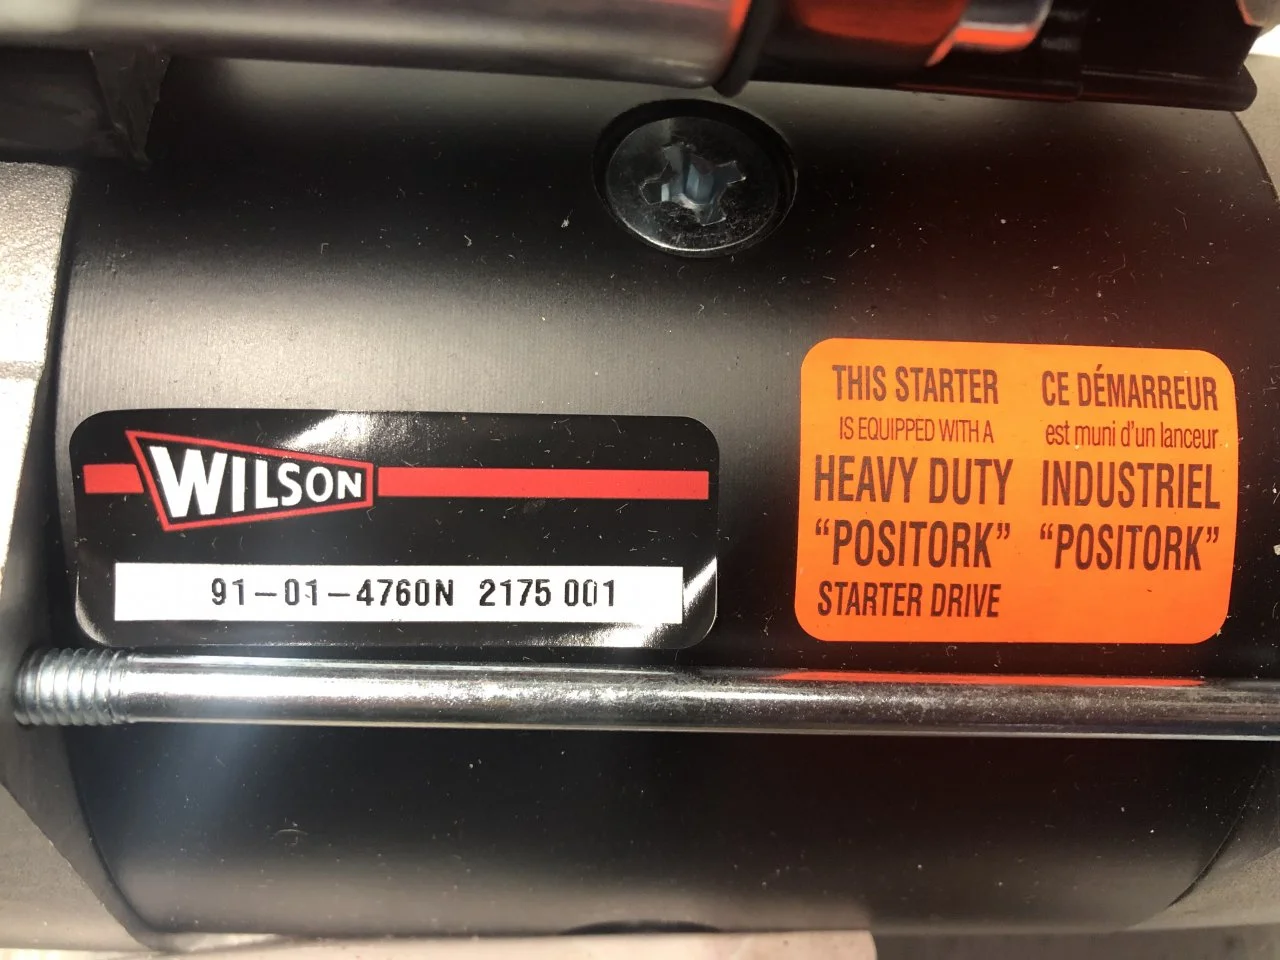 WILSON
91-01-4760N 2175 001
THIS STARTER
IS EQUIPPED WITH A
HEAVY DUTY
“POSITORK”
STARTER DRIVE
CE DÉMARREUR
est muni d'un lanceur
INDUSTRIEL
“POSITORK”